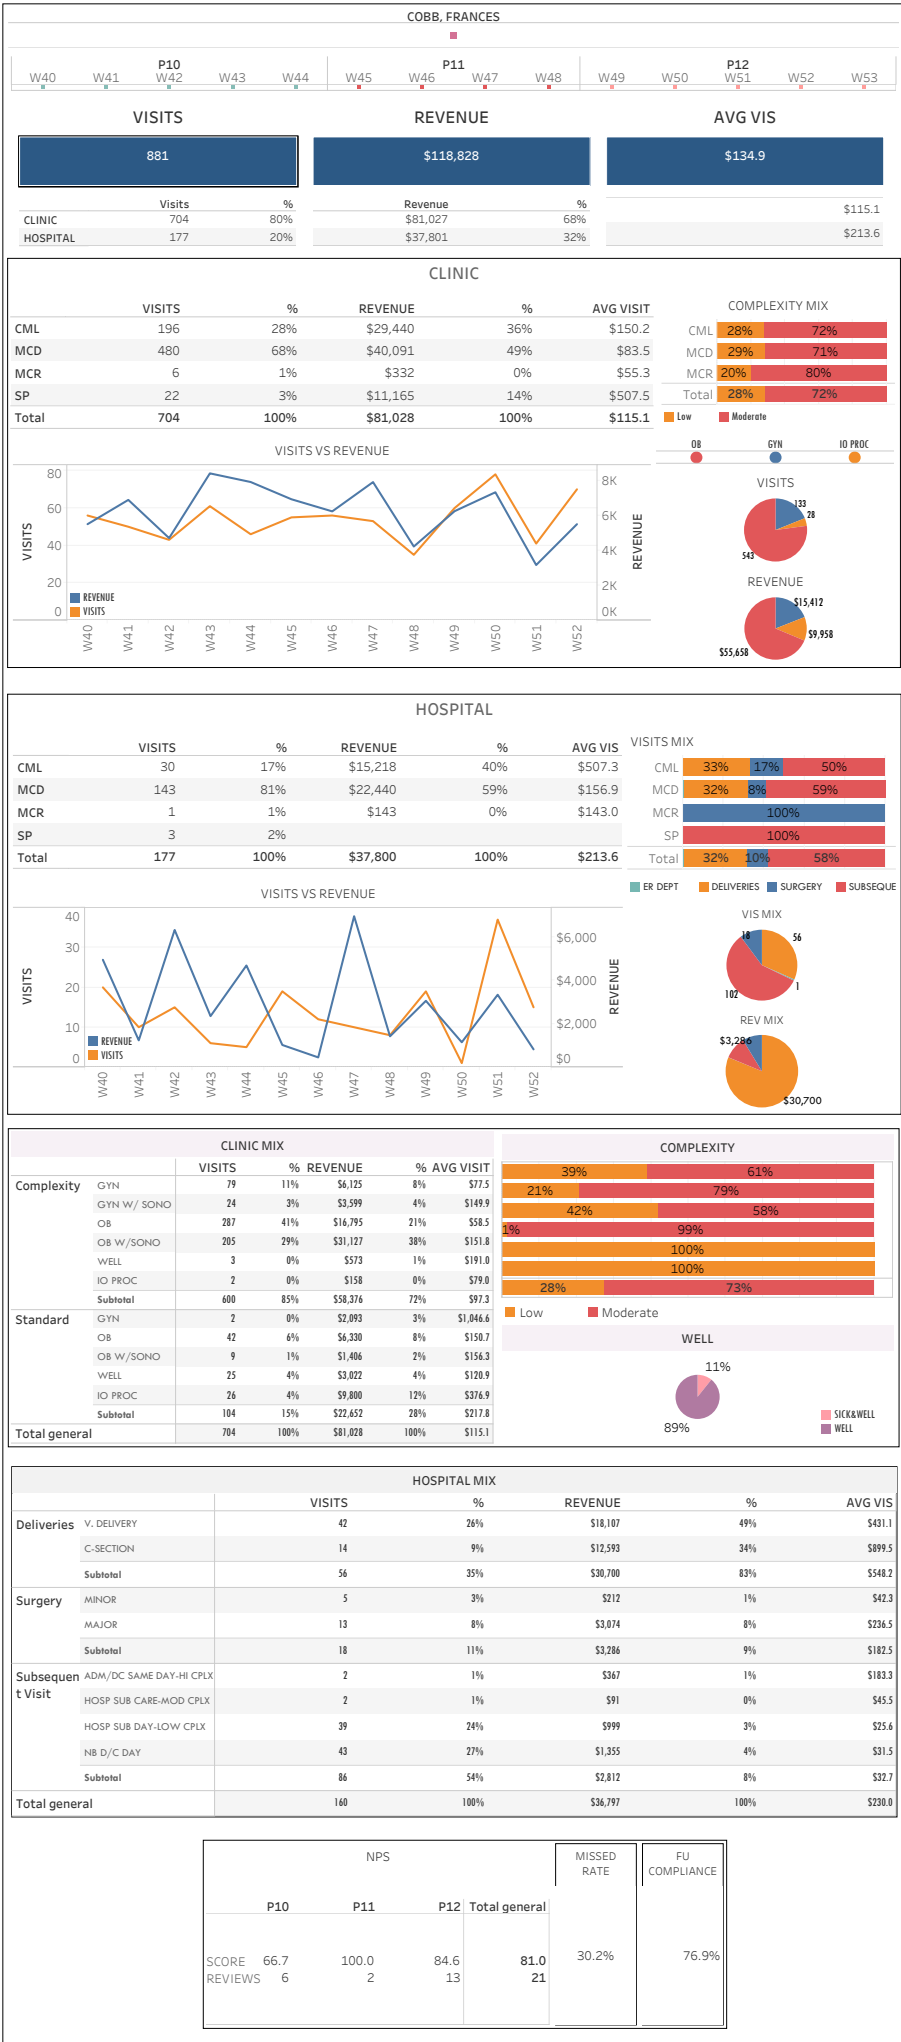 COBB, FRANCES
P10 P11 P12
W40 W41 W42 W43 W44 W45 W46 W47 W48 W49 W50 W51 W52 W53
VISITS REVENUE AVG VIS
881 $118,828 $134.9
Visits % Revenue %
CLINIC 704 80% $81,027 68% $115.1
HOSPITAL 177 20% $37,801 32% $213.6
CLINIC
VISITS % REVENUE % AVG VISIT
CML 196 28% $29,440 36% $150.2
MCD 480 68% $40,091 49% $83.5
MCR 6 1% $332 0% $55.3
SP 22 3% $11,165 14% $507.5
Total 704 100% $81,028 100% $115.1
COMPLEXITY MIX
CML 28% 72%
MCD 29% 71%
MCR 20% 80%
Total 28% 72%
Low Moderate
OB GYN IO PROC
VISITS
133
28
543
REVENUE
$15,412
$9,958
$55,658
VISITS VS REVENUE
80
60
40
20
0
VISITS
8K
6K
4K
2K
0K
REVENUE
REVENUE
VISITS
W40 W41 W42 W43 W44 W45 W46 W47 W48 W49 W50 W51 W52
HOSPITAL
VISITS % REVENUE % AVG VIS
CML 30 17% $15,218 40% $507.3
MCD 143 81% $22,440 59% $156.9
MCR 1 1% $143 0% $143.0
SP 3 2%
Total 177 100% $37,800 100% $213.6
VISITS MIX
CML 33% 17% 50%
MCD 32% 8% 59%
MCR 100%
SP 100%
Total 32% 10% 58%
ER DEPT DELIVERIES SURGERY SUBSEQUE
VIS MIX
18
56
102
1
REV MIX
$3,286
$30,700
VISITS VS REVENUE
40
30
20
10
0
VISITS
$6,000
$4,000
$2,000
$0
REVENUE
REVENUE
VISITS
W40 W41 W42 W43 W44 W45 W46 W47 W48 W49 W50 W51 W52
CLINIC MIX
VISITS % REVENUE % AVG VISIT
Complexity GYN 79 11% $6,125 8% $77.5
GYN W/ SONO 24 3% $3,599 4% $149.9
OB 287 41% $16,795 21% $58.5
OB W/SONO 205 29% $31,127 38% $151.8
WELL 3 0% $573 1% $191.0
IO PROC 2 0% $158 0% $79.0
Subtotal 600 85% $58,376 72% $97.3
Standard GYN 2 0% $2,093 3% $1,046.6
OB 42 6% $6,330 8% $150.7
OB W/SONO 9 1% $1,406 2% $156.3
WELL 25 4% $3,022 4% $120.9
IO PROC 26 4% $9,800 12% $376.9
Subtotal 104 15% $22,652 28% $217.8
Total general 704 100% $81,028 100% $115.1
COMPLEXITY
39% 61%
21% 79%
42% 58%
1% 99%
100%
100%
28% 73%
Low Moderate
WELL
11%
89%
SICK&WELL
WELL
HOSPITAL MIX
VISITS % REVENUE % AVG VIS
Deliveries V. DELIVERY 42 26% $18,107 49% $431.1
C-SECTION 14 9% $12,593 34% $899.5
Subtotal 56 35% $30,700 83% $548.2
Surgery MINOR 5 3% $212 1% $42.3
MAJOR 13 8% $3,074 8% $236.5
Subtotal 18 11% $3,286 9% $182.5
Subsequen ADM/DC SAME DAY-HI CPLX 2 1% $367 1% $183.3
t Visit HOSP SUB CARE-MOD CPLX 2 1% $91 0% $45.5
HOSP SUB DAY-LOW CPLX 39 24% $999 3% $25.6
NB D/C DAY 43 27% $1,355 4% $31.5
Subtotal 86 54% $2,812 8% $32.7
Total general 160 100% $36,797 100% $230.0
NPS
P10 P11 P12 Total general
SCORE 66.7 100.0 84.6 81.0
REVIEWS 6 2 13 21
MISSED
RATE
30.2%
FU
COMPLIANCE
76.9%